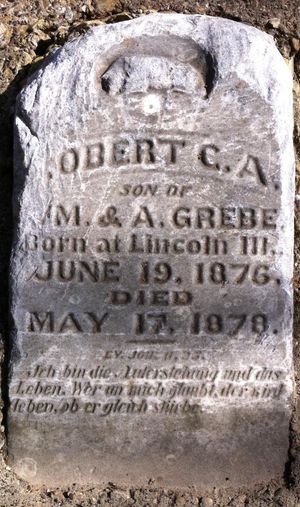 ROBERT C. A.
SON OF
WM. & A. GREBE
Born at Lincoln Ill.,
JUNE 19. 1876.
DIED
MAY 17. 1878.
EV. JOH. 11. 25.
Ich bin die Auferstehung und das
Leben. Wer an mich glaubt, der wird
leben, ob er gleich stürbe.